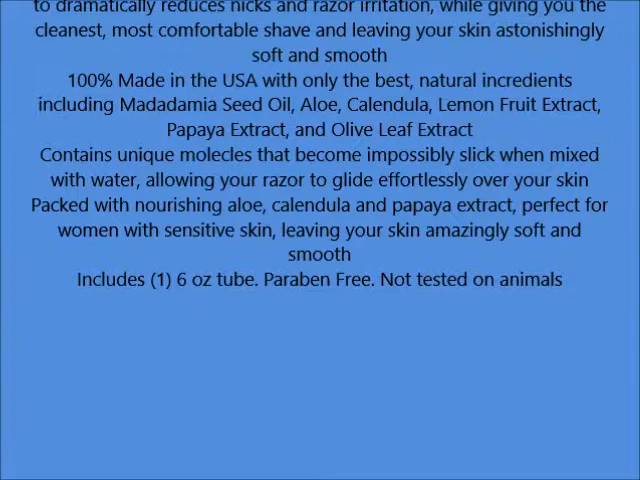 to dramatically reduces nicks and razor irritation, while giving you the
cleanest, most comfortable shave and leaving your skin astonishingly
soft and smooth
100% Made in the USA with only the best, natural incredients
including Madadamia Seed Oil, Aloe, Calendula, Lemon Fruit Extract,
Papaya Extract, and Olive Leaf Extract
Contains unique molecles that become impossibly slick when mixed
with water, allowing your razor to glide effortlessly over your skin
Packed with nourishing aloe, calendula and papaya extract, perfect for
women with sensitive skin, leaving your skin amazingly soft and
smooth
Includes (1) 6 oz tube. Paraben Free. Not tested on animals